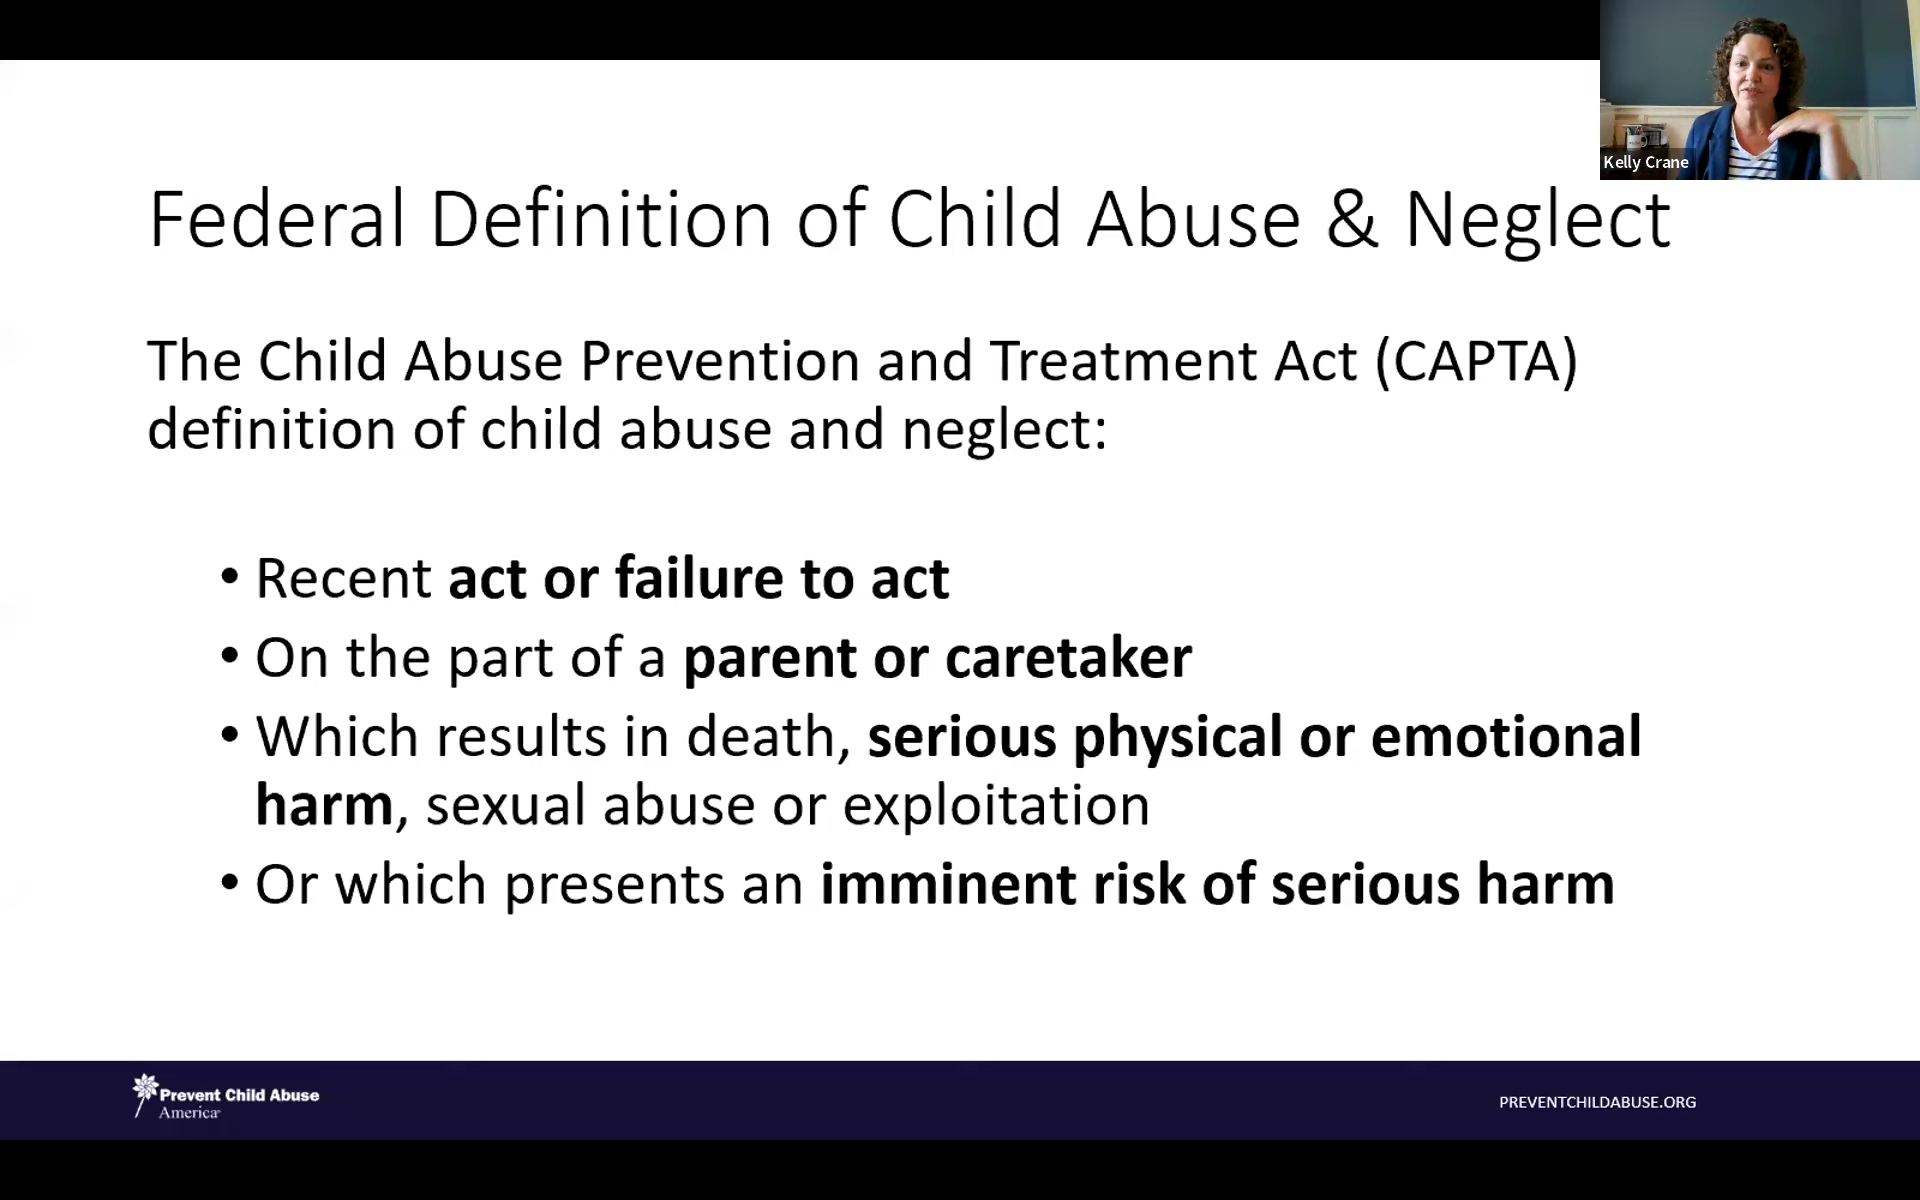 Kelly Crane
Federal Definition of Child Abuse & Neglect
The Child Abuse Prevention and Treatment Act (CAPTA)
definition of child abuse and neglect:
• Recent act or failure to act
• On the part of a parent or caretaker
• Which results in death, serious physical or emotional
harm, sexual abuse or exploitation
• Or which presents an imminent risk of serious harm
Prevent Child Abuse
America
PREVENTCHILDABUSE.ORG